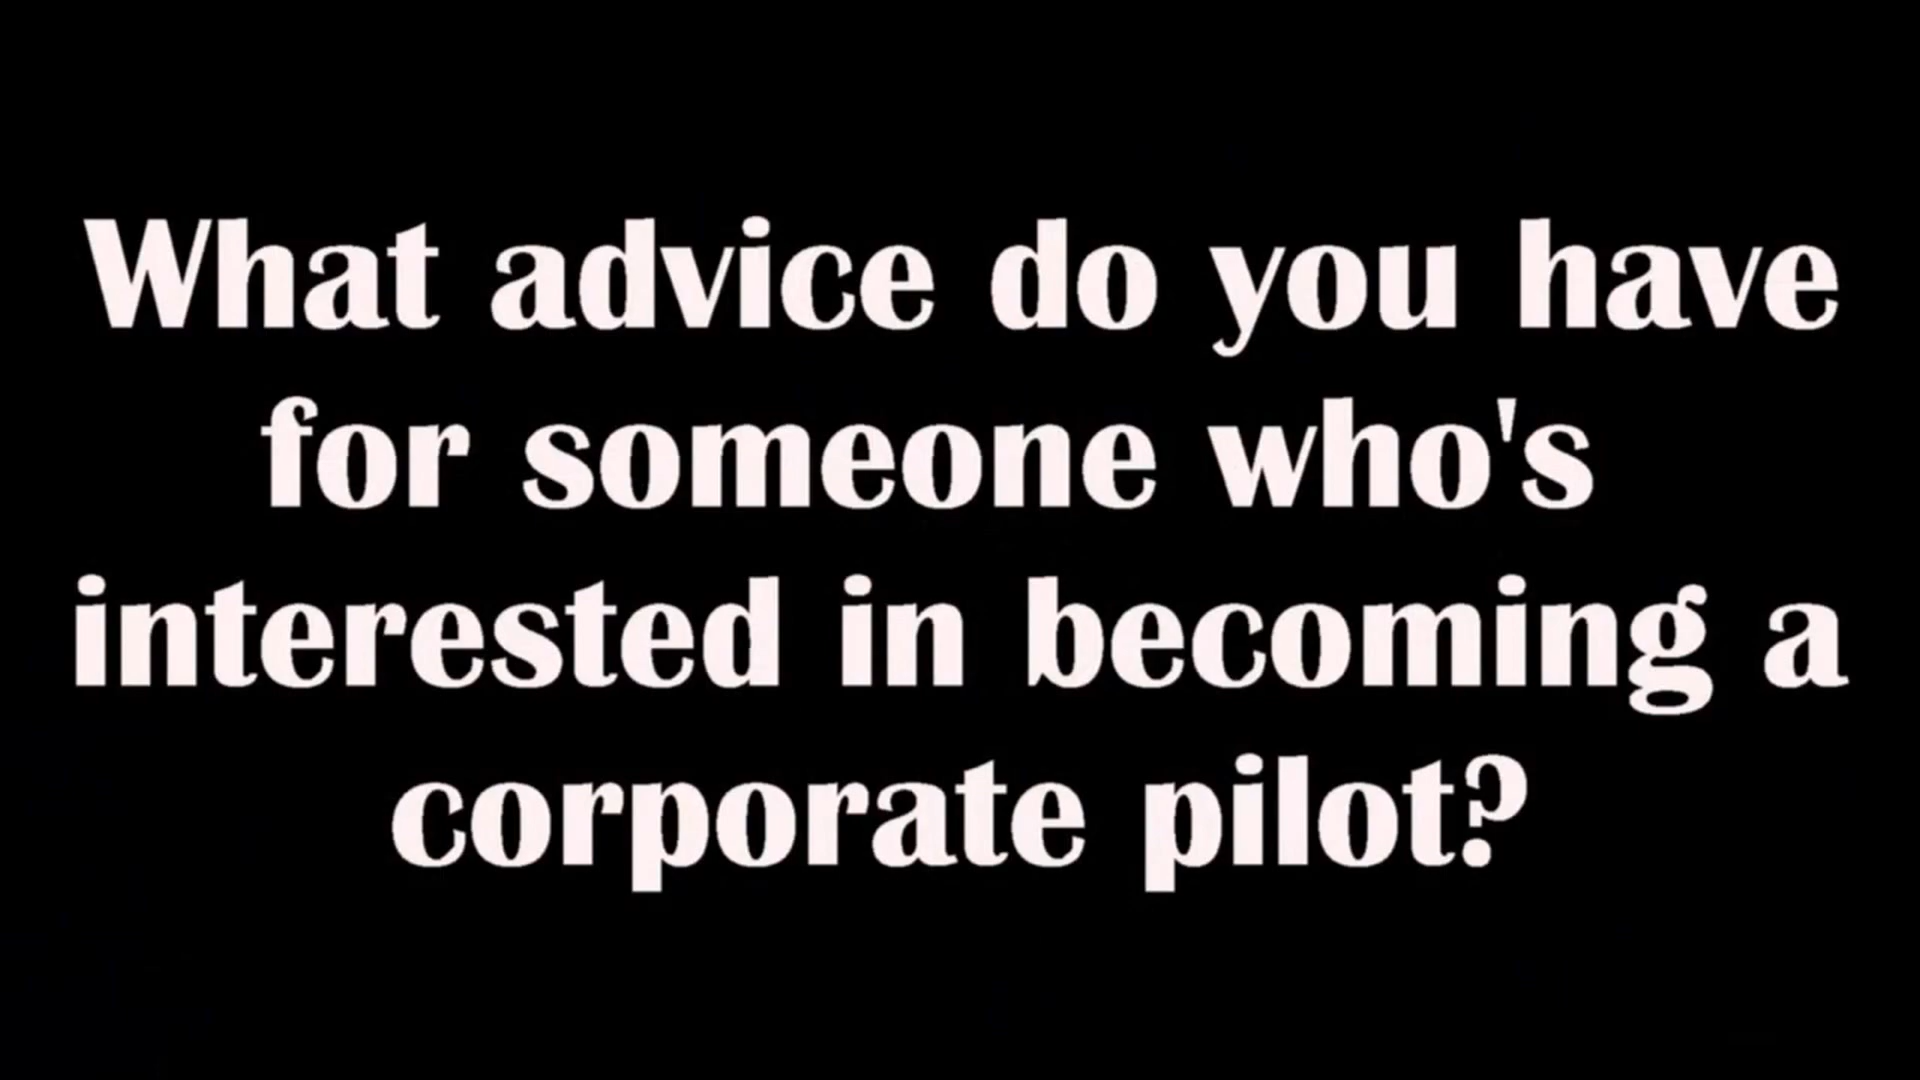 What advice do you have
for someone who's
interested in becoming a
corporate pilot?